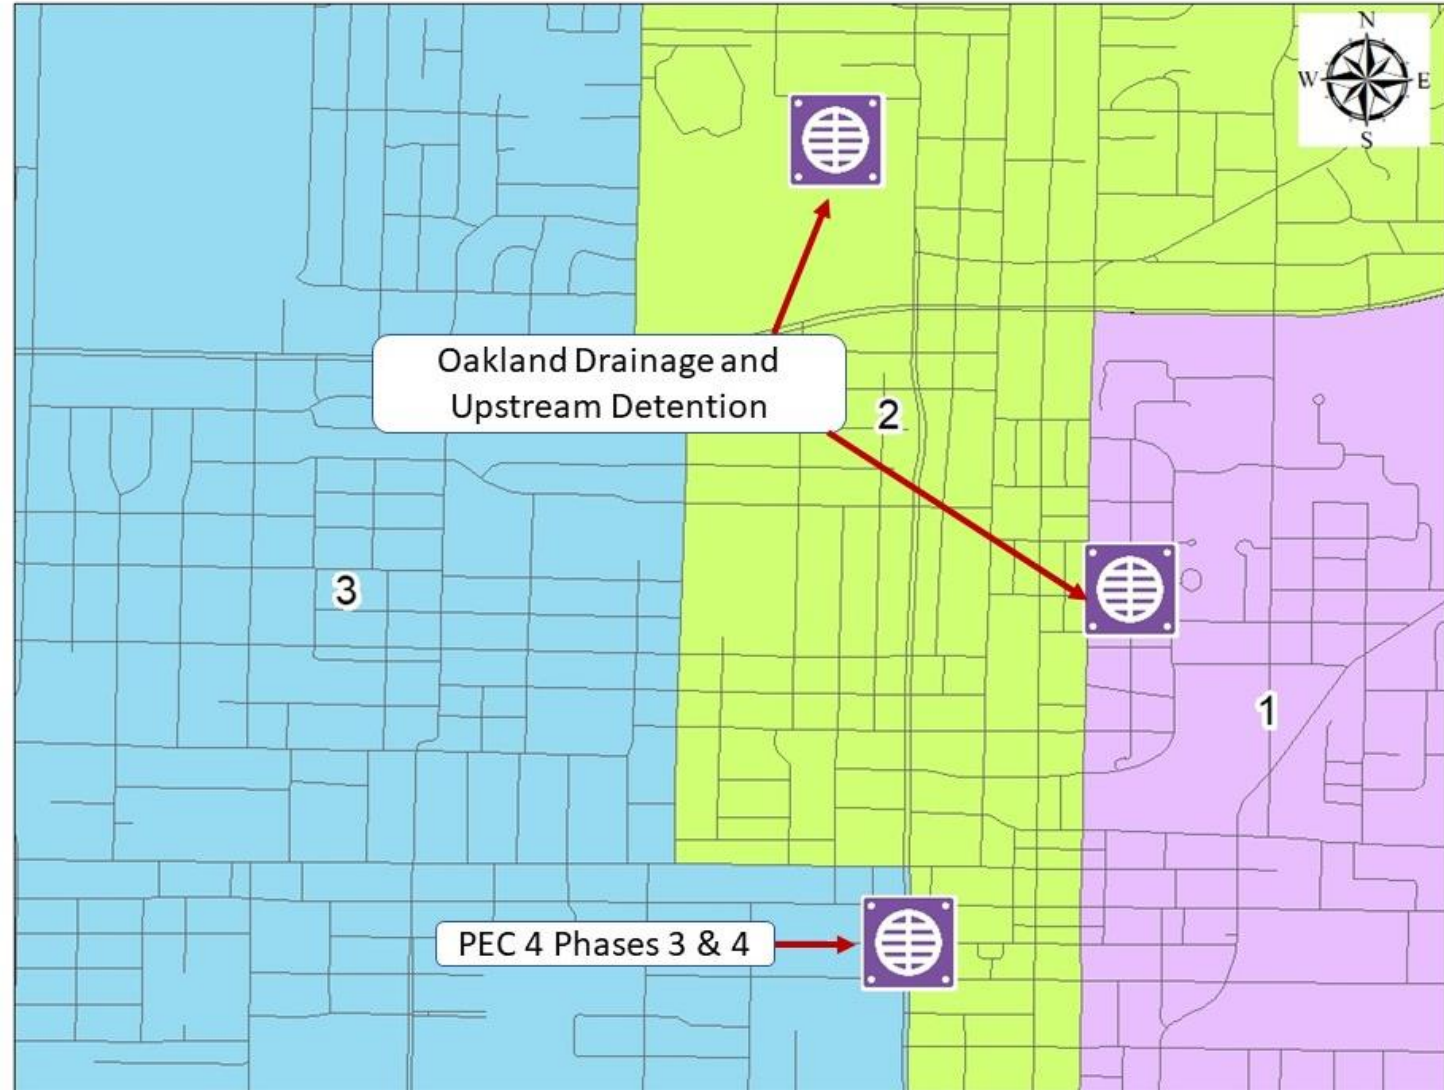 N
W E
S
Oakland Drainage and
Upstream Detention
2
3
1
PEC 4 Phases 3 & 4